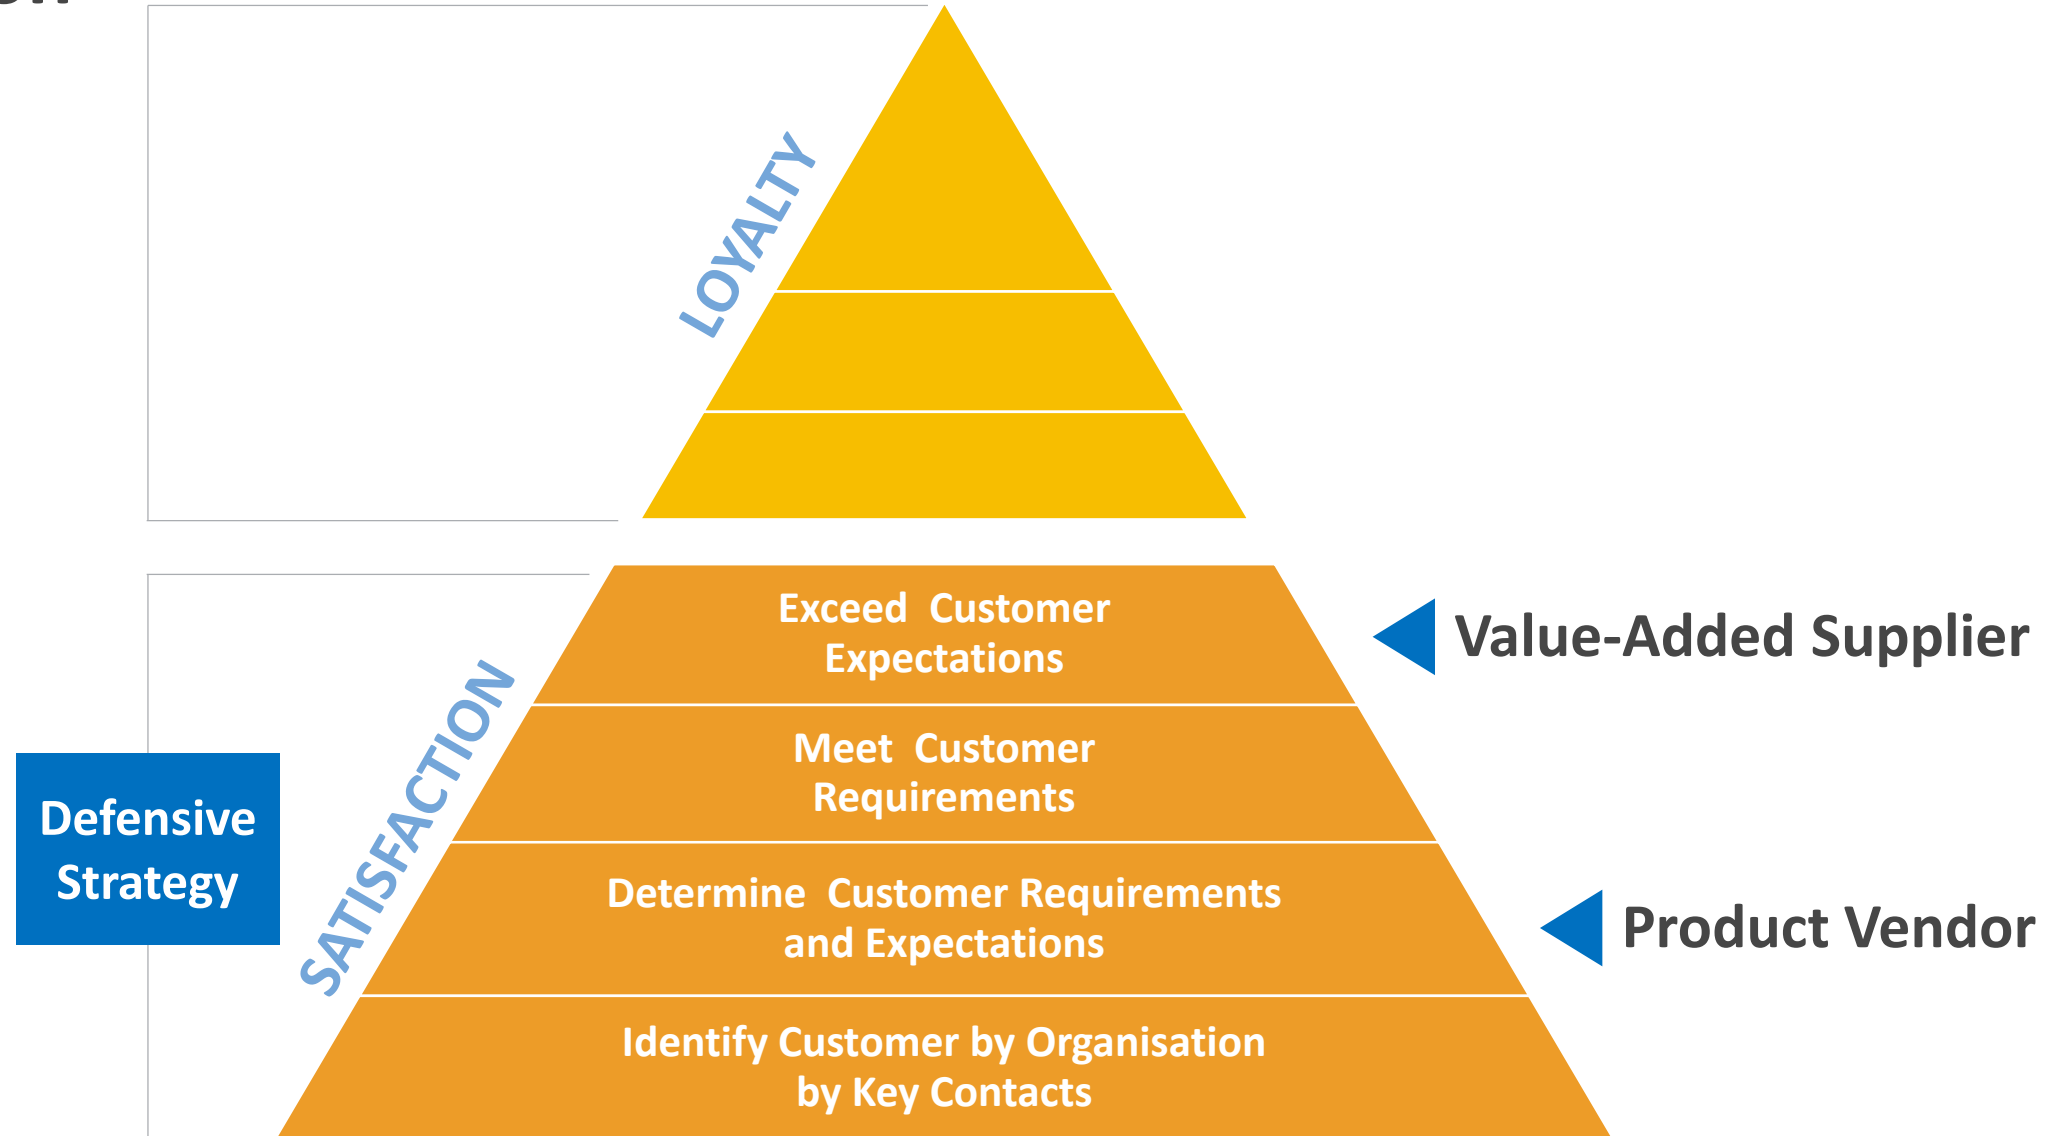 LOYALTY
Exceed Customer
Expectations
Value-Added Supplier
SATISFACTION
Meet Customer
Requirements
Defensive
Strategy
Determine Customer Requirements
and Expectations
Product Vendor
Identify Customer by Organisation
by Key Contacts